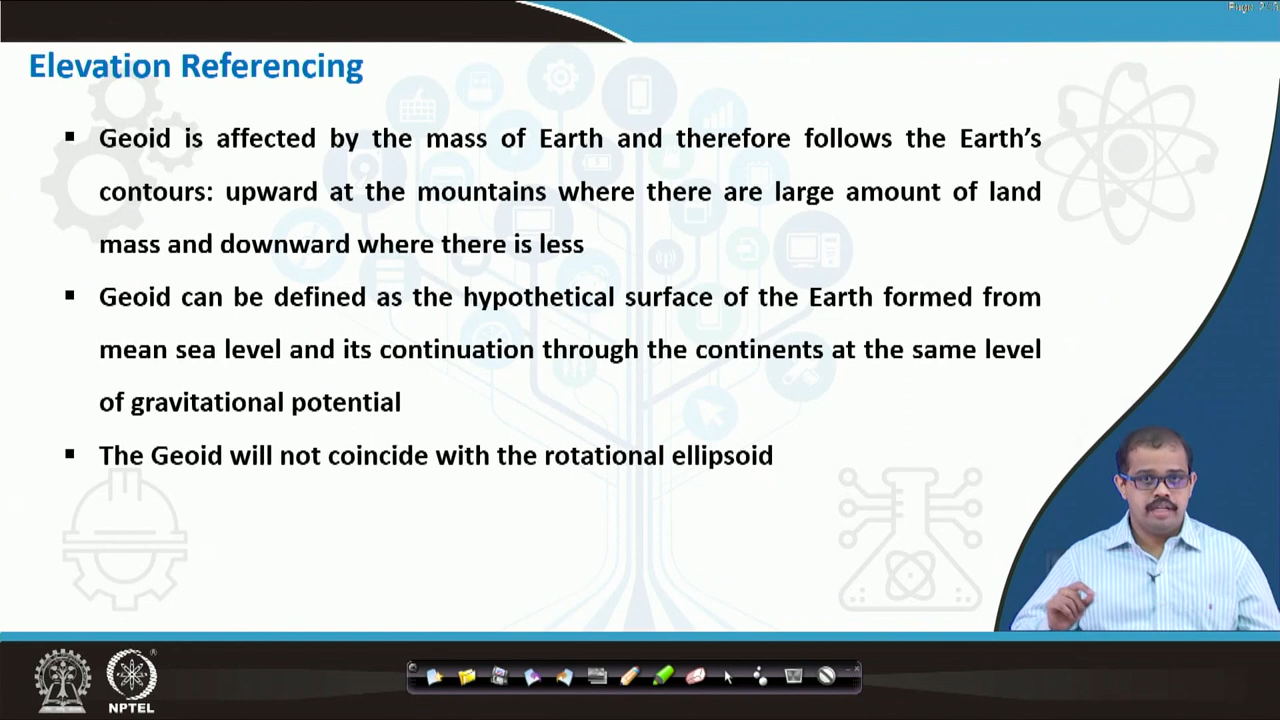 Elevation Referencing
▪ Geoid is affected by the mass of Earth and therefore follows the Earth's
contours: upward at the mountains where there are large amount of land
mass and downward where there is less
▪ Geoid can be defined as the hypothetical surface of the Earth formed from
mean sea level and its continuation through the continents at the same level
of gravitational potential
▪ The Geoid will not coincide with the rotational ellipsoid
NPTEL